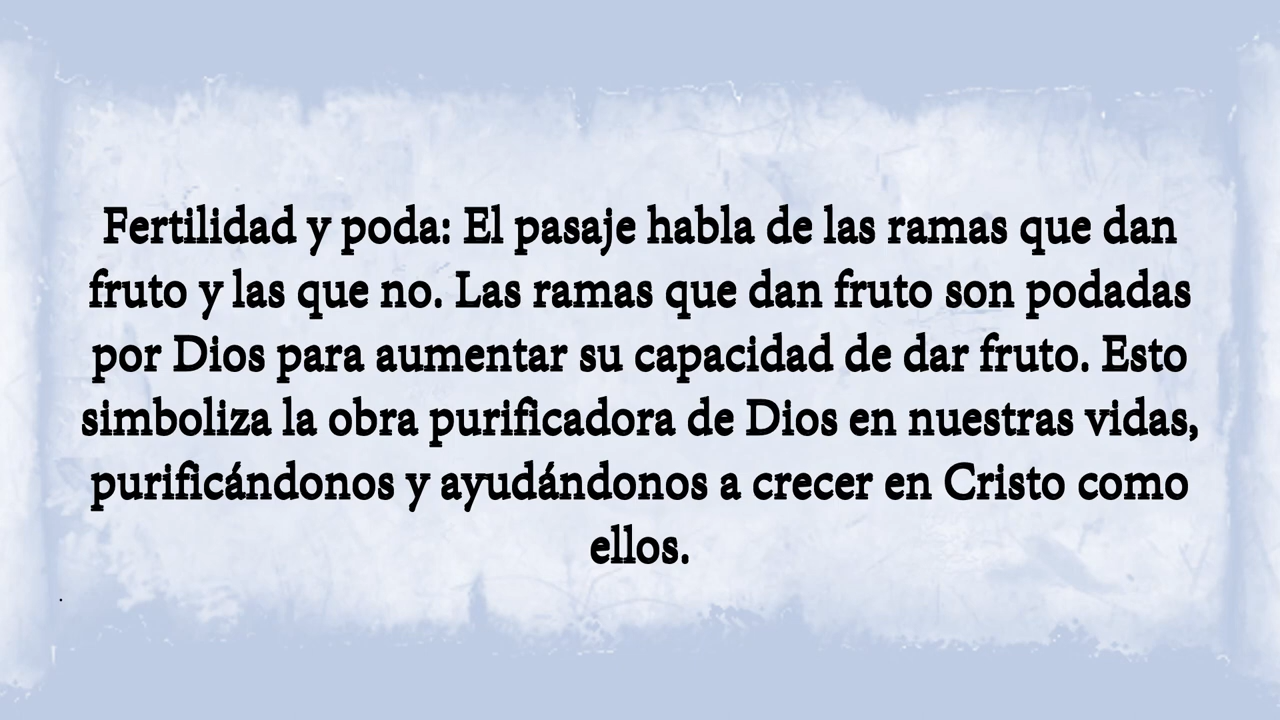 Fertilidad y poda: El pasaje habla de las ramas que dan
fruto y las que no. Las ramas que dan fruto son podadas
por Dios para aumentar su capacidad de dar fruto. Esto
simboliza la obra purificadora de Dios en nuestras vidas,
purificándonos y ayudándonos a crecer en Cristo como
ellos.
.